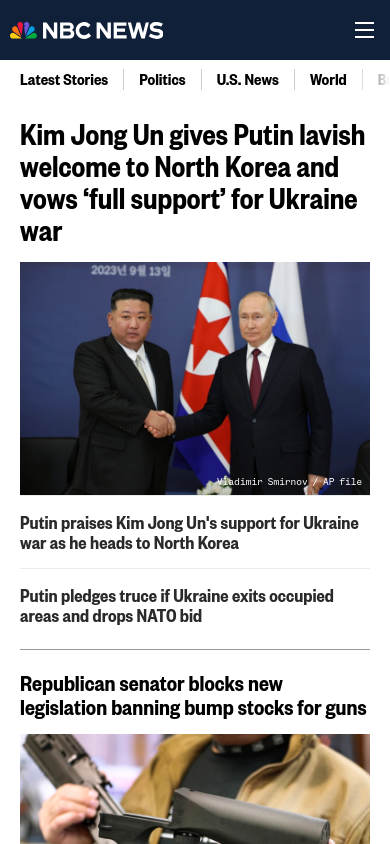 NBC NEWS
Latest Stories
Politics
U.S. News
World
Kim Jong Un gives Putin lavish
welcome to North Korea and
vows ‘full support’ for Ukraine
war
2023년 9월 13일
Vladimir Smirnov / AP file
Putin praises Kim Jong Un's support for Ukraine
war as he heads to North Korea
Putin pledges truce if Ukraine exits occupied
areas and drops NATO bid
Republican senator blocks new
legislation banning bump stocks for guns